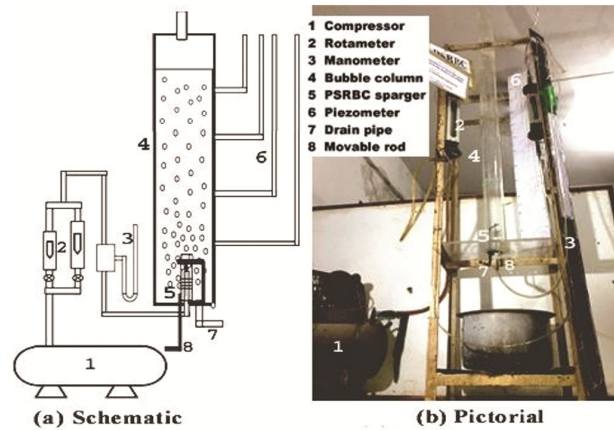 1 Compressor
2 Rotameter
3 Manometer
4 Bubble column
5 PSRBC sparger
6 Piezometer
7 Drain pipe
8 Movable rod
4
6
2
3
5
7
8
1
6
2
4
5
3
7 8
1
(a) Schematic
(b) Pictorial